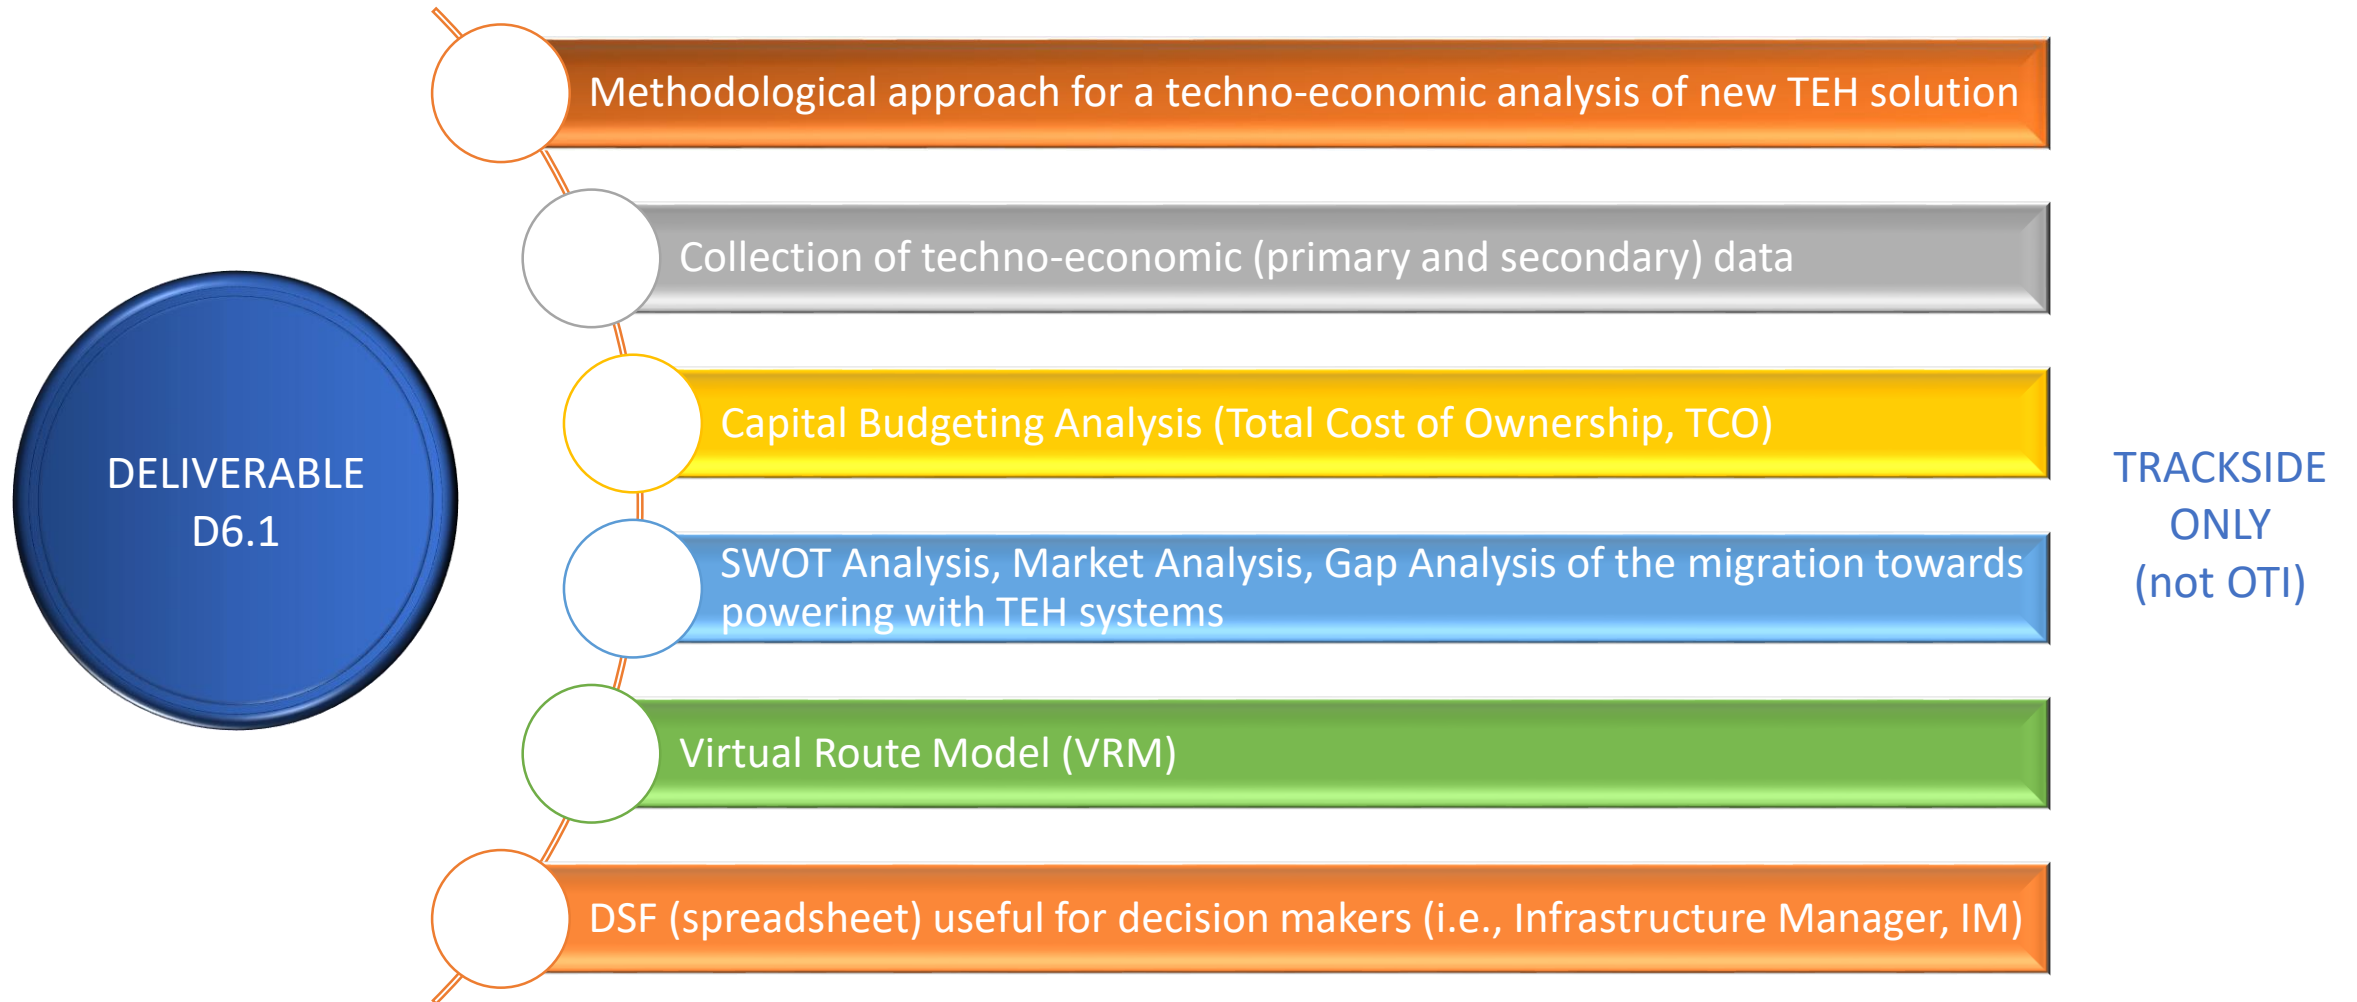 DELIVERABLE
D6.1
Methodological approach for a techno-economic analysis of new TEH solution
Collection of techno-economic (primary and secondary) data
Capital Budgeting Analysis (Total Cost of Ownership, TCO)
SWOT Analysis, Market Analysis, Gap Analysis of the migration towards
powering with TEH systems
Virtual Route Model (VRM)
DSF (spreadsheet) useful for decision makers (i.e., Infrastructure Manager, IM)
TRACKSIDE
ONLY
(not OTI)